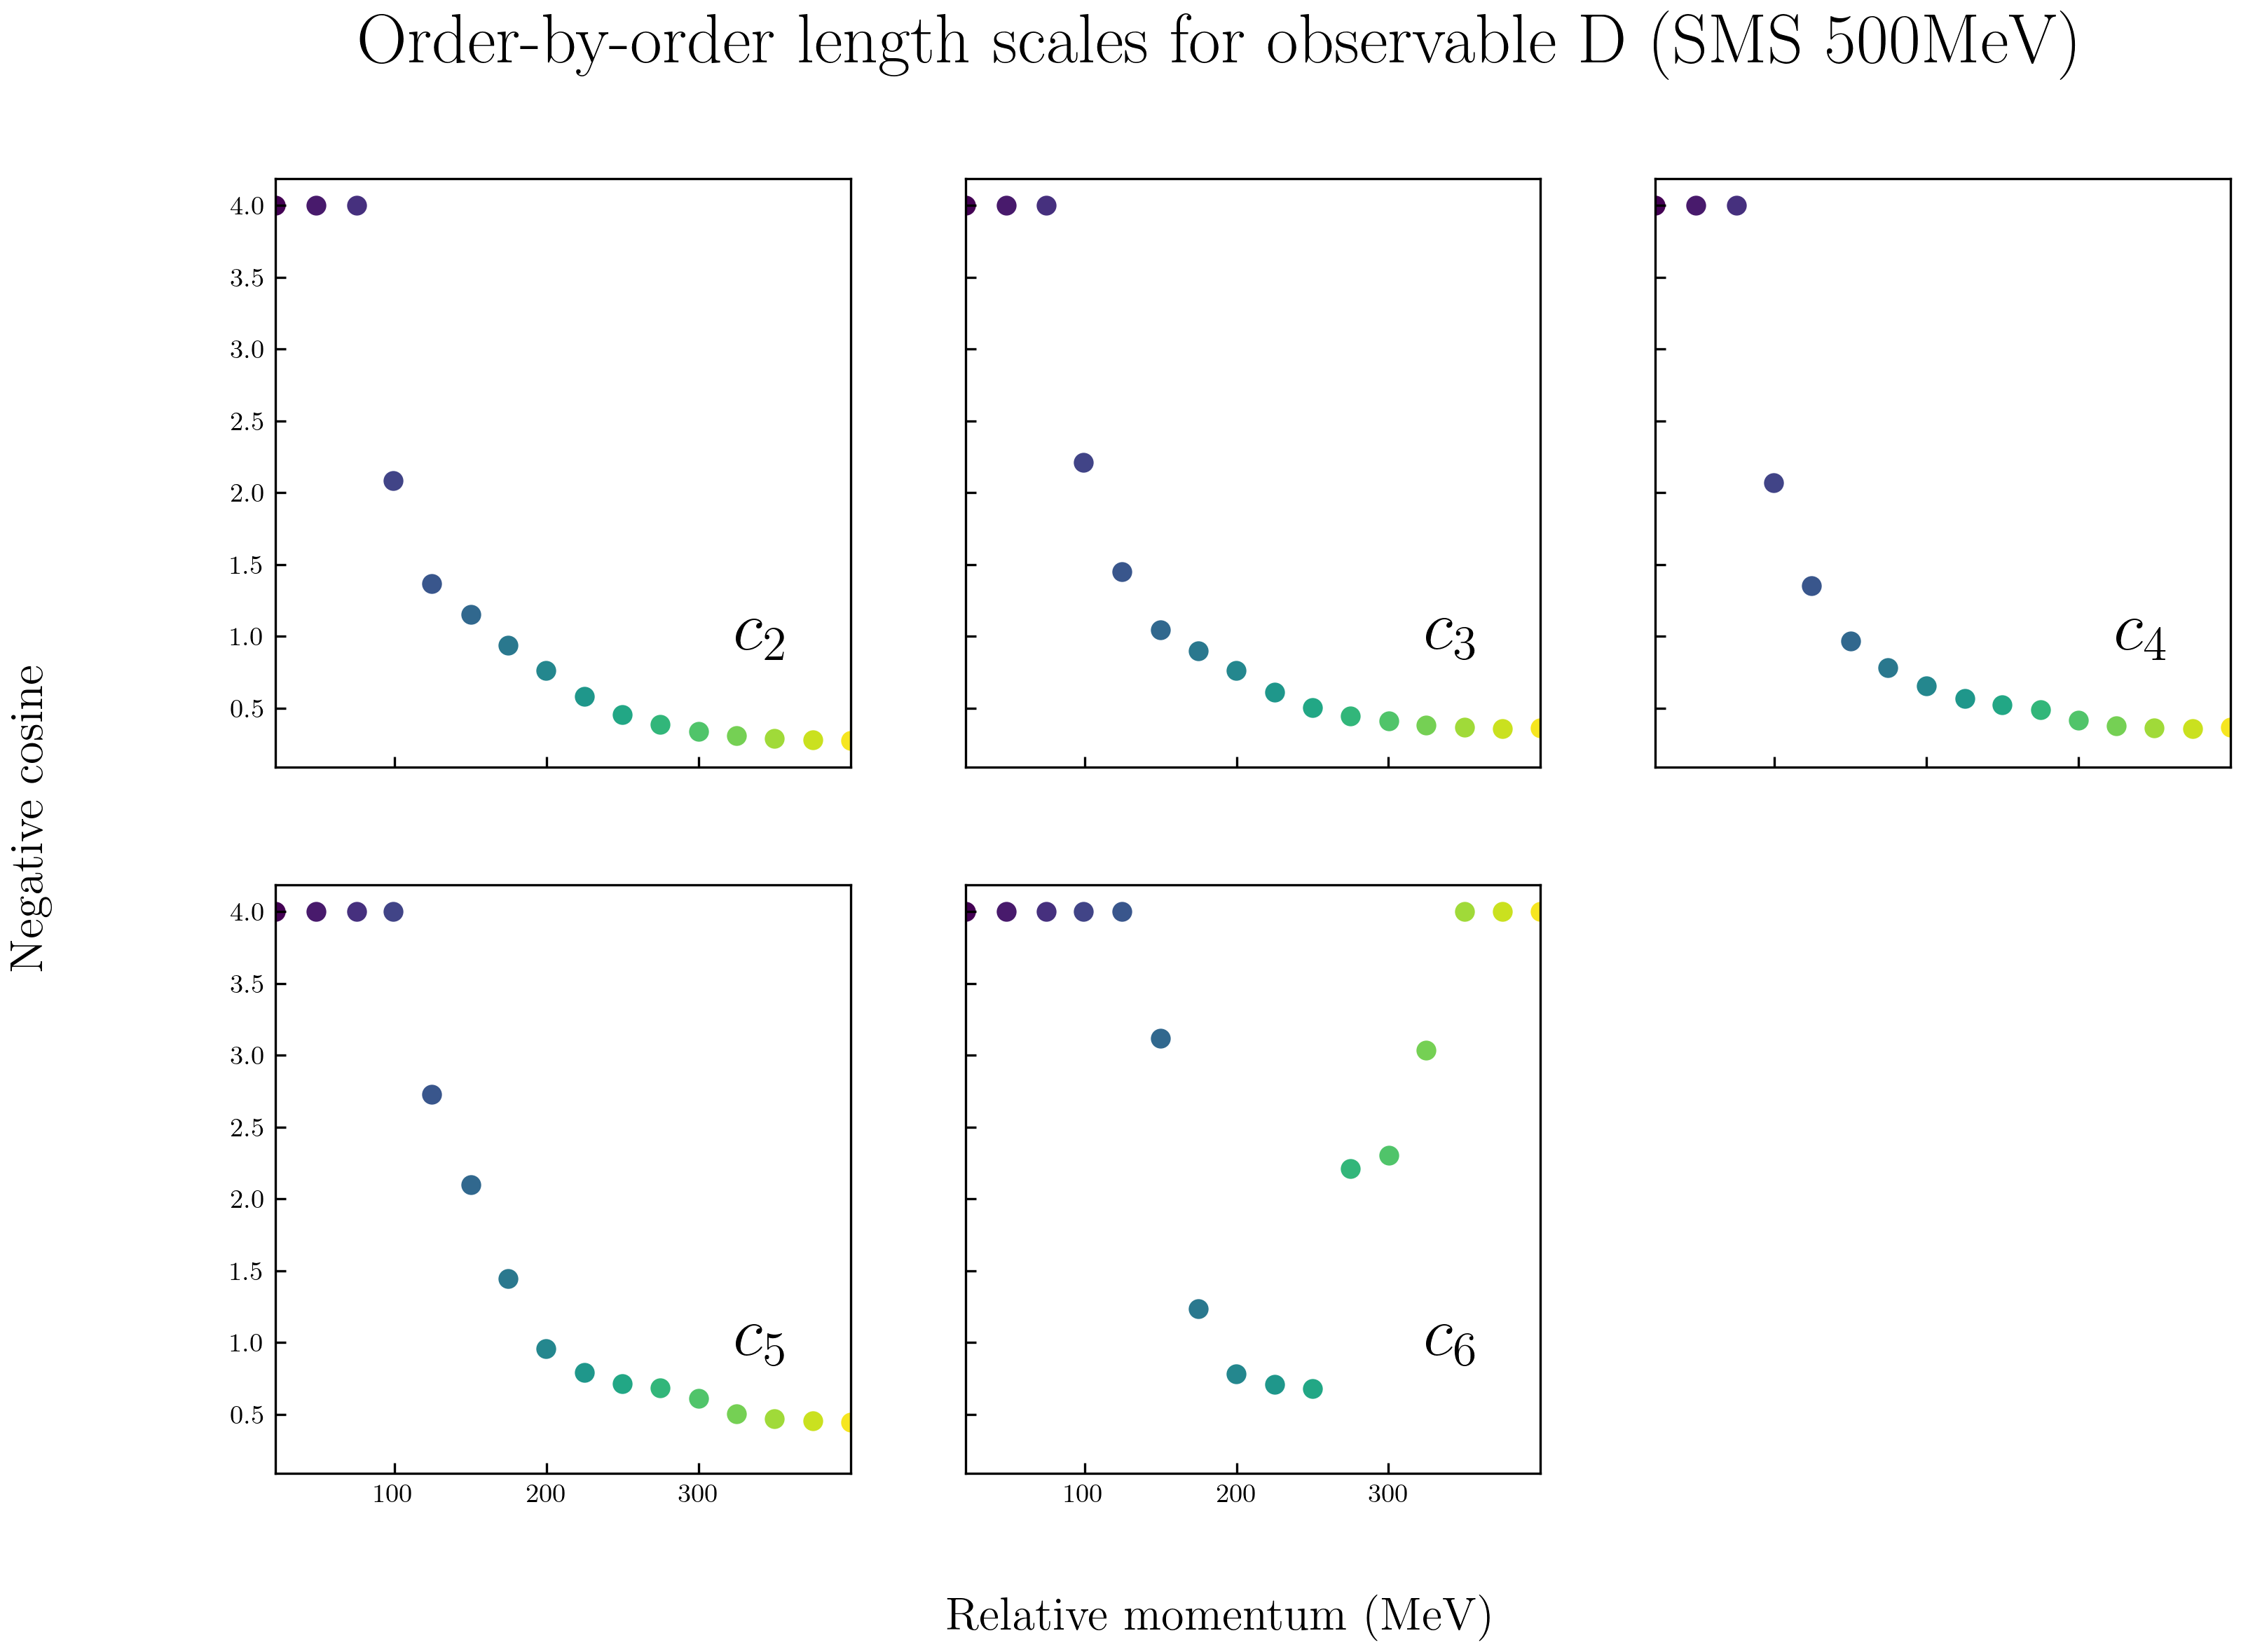 Order-by-order length scales for observable D (SMS 500MeV)
4.0
3.5
3.0
2.5
2.0
1.5
1.0
0.5
c2
c3
c4
Negative cosine
4.0
3.5
3.0
2.5
2.0
1.5
1.0
0.5
c5
c6
100 200 300
100 200 300
Relative momentum (MeV)